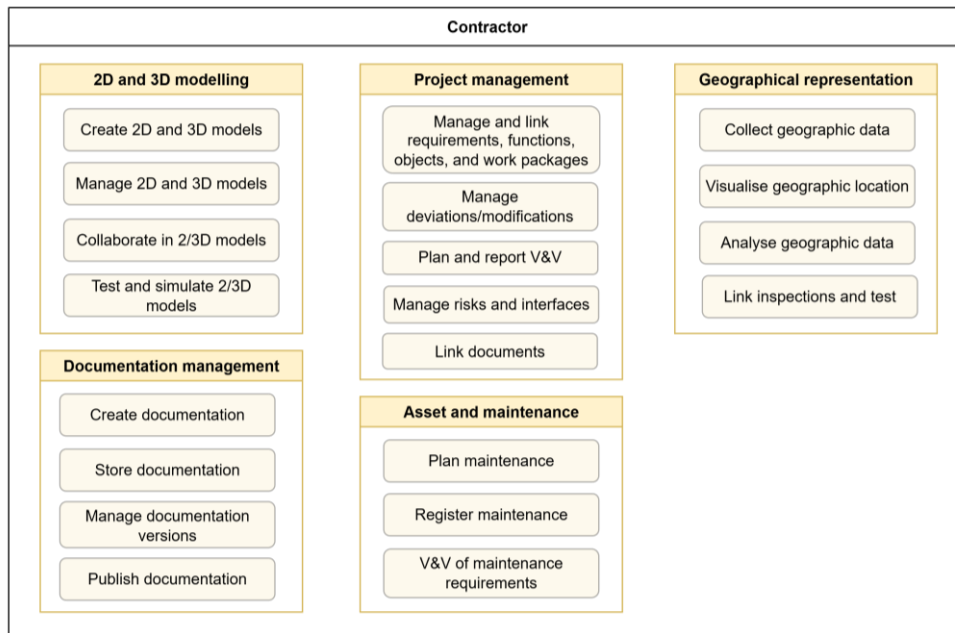 Contractor
2D and 3D modelling
Create 2D and 3D models
Manage 2D and 3D models
Collaborate in 2/3D models
Test and simulate 2/3D
models
Documentation management
Create documentation
Store documentation
Manage documentation
versions
Publish documentation
Project management
Manage and link
requirements, functions,
objects, and work packages
Manage
deviations/modifications
Plan and report V&V
Manage risks and interfaces
Link documents
Asset and maintenance
Plan maintenance
Register maintenance
V&V of maintenance
requirements
Geographical representation
Collect geographic data
Visualise geographic location
Analyse geographic data
Link inspections and test